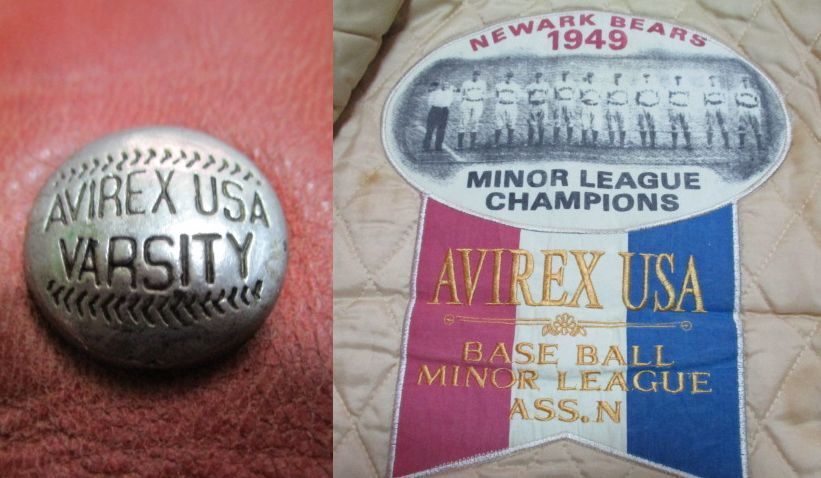 AVIREX USA
VARSITY
NEWARK BEARS
1949
MINOR LEAGUE
CHAMPIONS
AVIREX USA
BASE BALL
MINOR LEAGUE
ASS.N